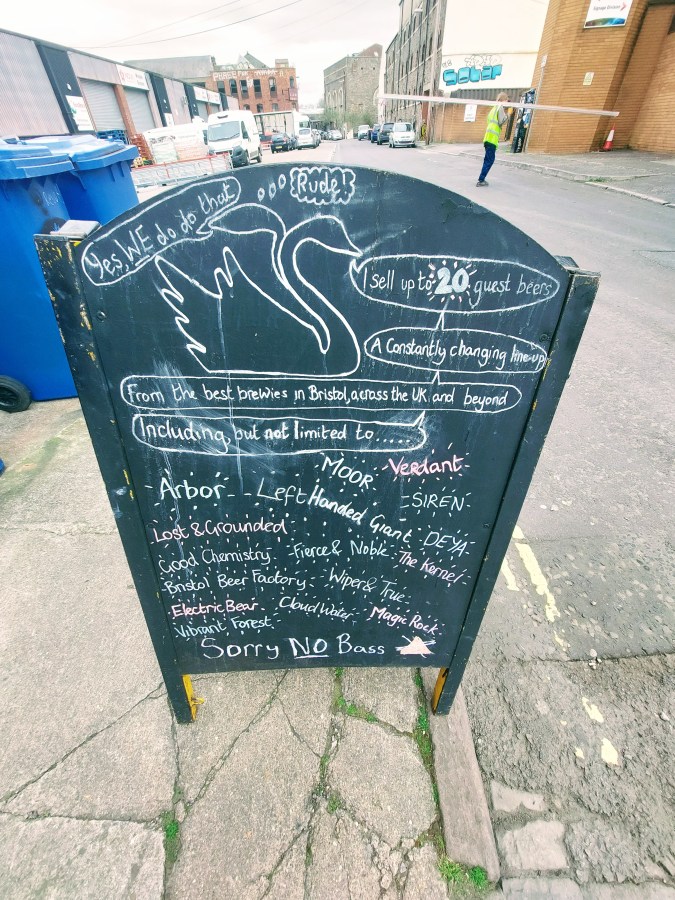 Yes, WE do do that
Rude!
I sell up to 20 guest beers
A Constantly changing line-up
From the best brewies in Bristol, across the UK and beyond
Including, but not limited to.....
MOOR
Verdant
Arbor
Left Handed Giant
SIREN
Lost & Grounded
DEYA
Good Chemistry
Fierce & Noble
The Kernel
Bristol Beer Factory
Wiper & True
Electric Bear
Cloud Water
Magic Rock
Vibrant Forest
Sorry NO Bass